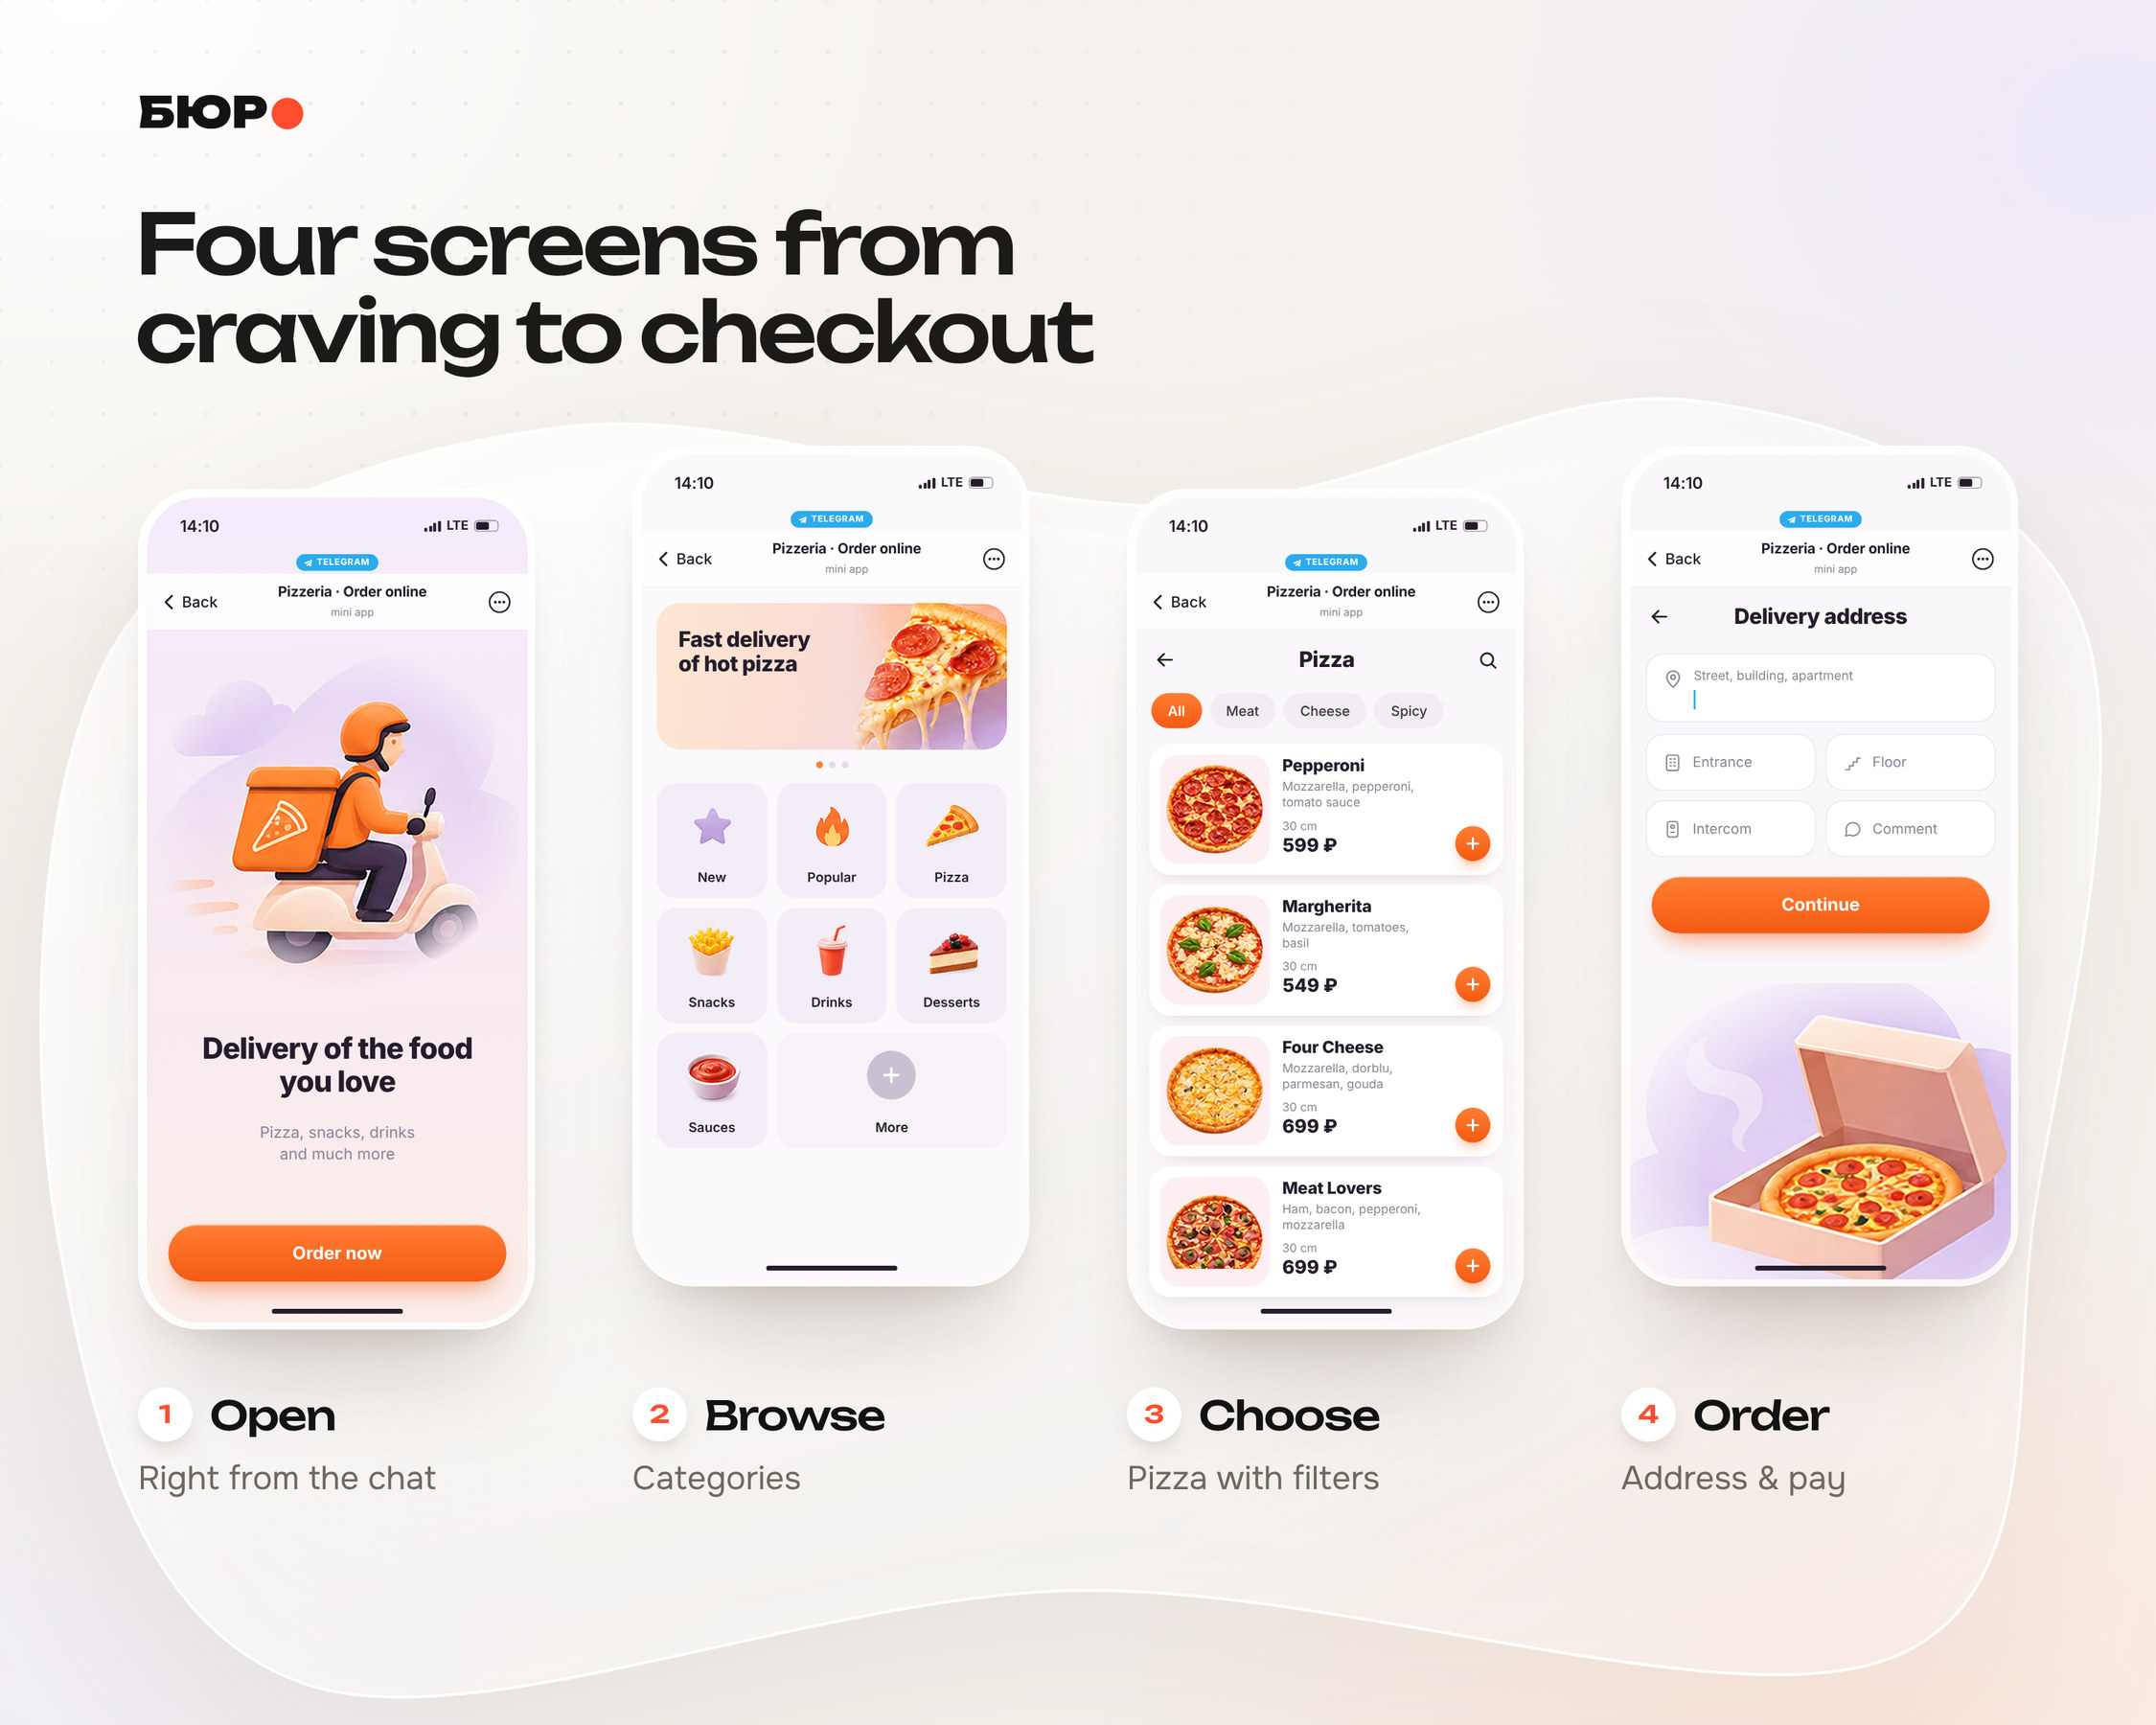 БЮРО
Four screens from
craving to checkout
14:10 LTE
TELEGRAM
Back
Pizzeria · Order online
mini app
Delivery of the food
you love
Pizza, snacks, drinks
and much more
Order now
1 Open
Right from the chat
14:10 LTE
TELEGRAM
Back
Pizzeria · Order online
mini app
Fast delivery
of hot pizza
New Popular Pizza
Snacks Drinks Desserts
Sauces More
2 Browse
Categories
14:10 LTE
TELEGRAM
Back
Pizzeria · Order online
mini app
Pizza
All Meat Cheese Spicy
Pepperoni
Mozzarella, pepperoni,
tomato sauce
30 cm
599 ₽
Margherita
Mozzarella, tomatoes,
basil
30 cm
549 ₽
Four Cheese
Mozzarella, dorblu,
parmesan, gouda
30 cm
699 ₽
Meat Lovers
Ham, bacon, pepperoni,
mozzarella
30 cm
699 ₽
3 Choose
Pizza with filters
14:10 LTE
TELEGRAM
Back
Pizzeria · Order online
mini app
Delivery address
Street, building, apartment
Entrance Floor
Intercom Comment
Continue
4 Order
Address & pay